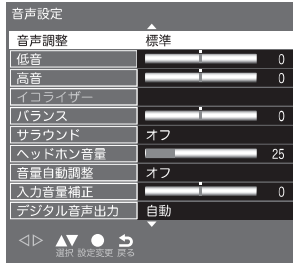 音声設定
音声調整 標準
低音 0
高音 0
イコライザー
バランス 0
サラウンド オフ
ヘッドホン音量 25
音量自動調整 オフ
入力音量補正 0
デジタル音声出力 自動
選択 設定変更 戻る